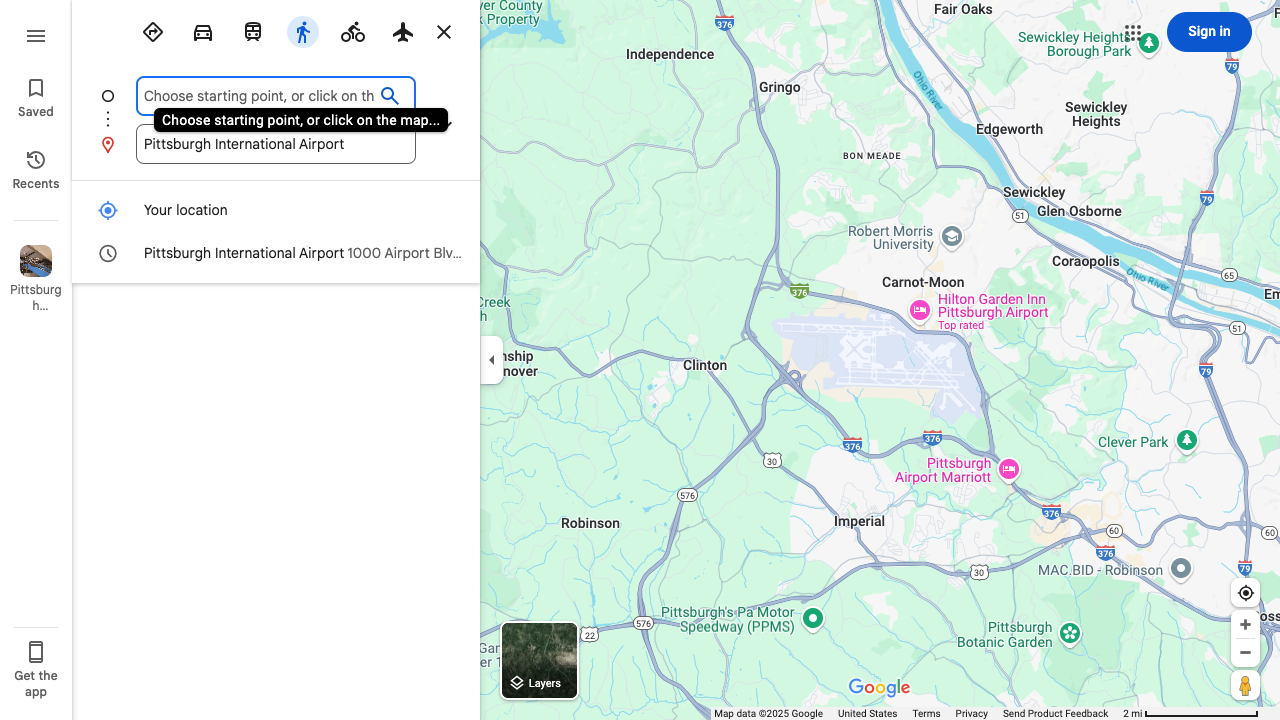 Saved
Recents
Pittsburg
h...
Get the
app
Choose starting point, or click on th
Choose starting point, or click on the map...
Pittsburgh International Airport
Your location
Pittsburgh International Airport 1000 Airport Blv...
Sign in
ver County
k Property
376
Fair Oaks
Independence
Sewickley Heights
Borough Park
79
Gringo
Ohio River
Sewickley
Heights
Edgeworth
BON MEADE
Sewickley
79
51
Glen Osborne
Robert Morris
University
Coraopolis
Ohio River
65
Carnot-Moon
376
Em
Creek
Hilton Garden Inn
Pittsburgh Airport
Top rated
51
nship
nover
Clinton
79
376
376
Clever Park
30
Pittsburgh
Airport Marriott
576
376
Robinson
Imperial
60
60
376
30
MAC.BID - Robinson
79
Pittsburgh's Pa Motor
Speedway (PPMS)
576
22
Pittsburgh
Botanic Garden
oss
Layers
Google
Map data ©2025 Google
United States
Terms
Privacy
Send Product Feedback
2 mi